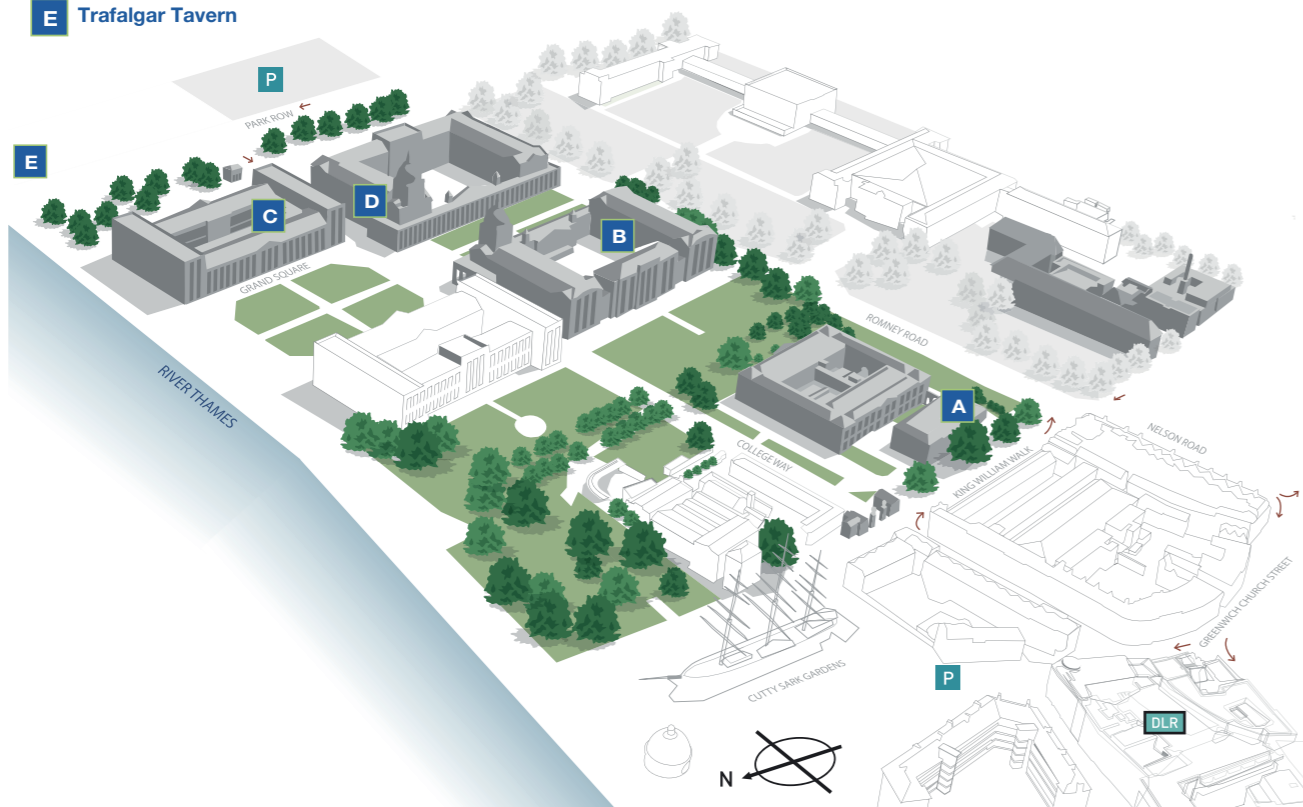 E Trafalgar Tavern
P
PARK ROW
E
D
C
B
GRAND SQUARE
ROMNEY ROAD
RIVER THAMES
A
NELSON ROAD
COLLEGE WAY
KING WILLIAM WALK
GREENWICH CHURCH STREET
CUTTY SARK GARDENS
P
DLR
N